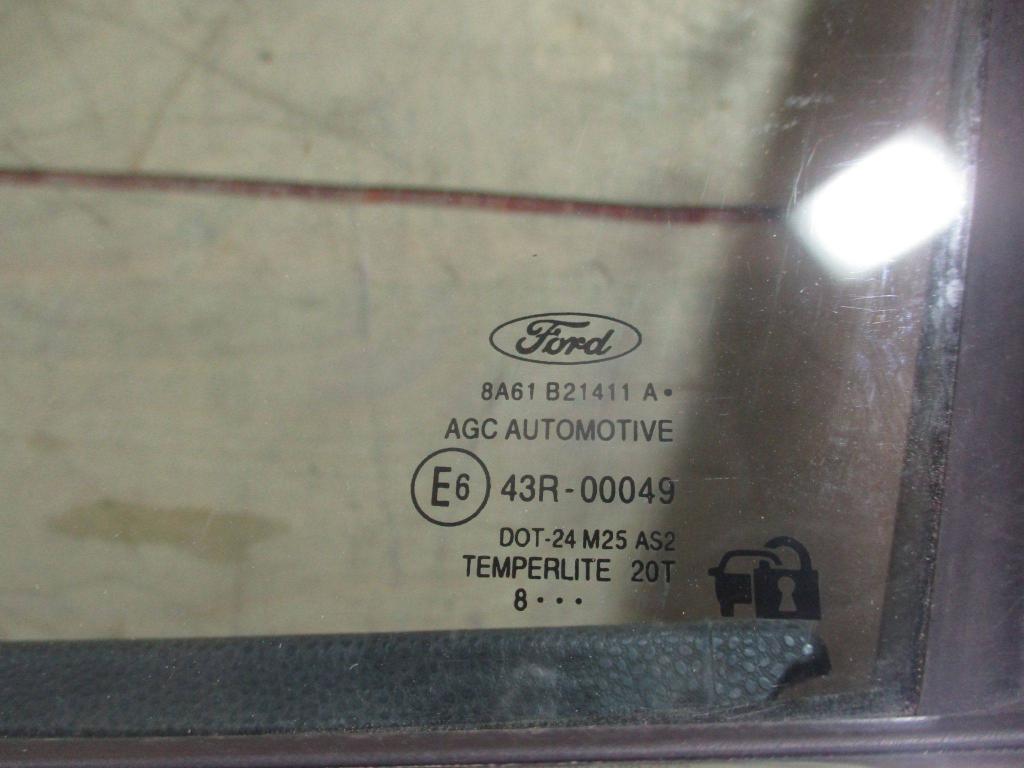 Ford
8A61 B21411 A•
AGC AUTOMOTIVE
E6 43R-00049
DOT-24 M25 AS2
TEMPERLITE 20T
8···